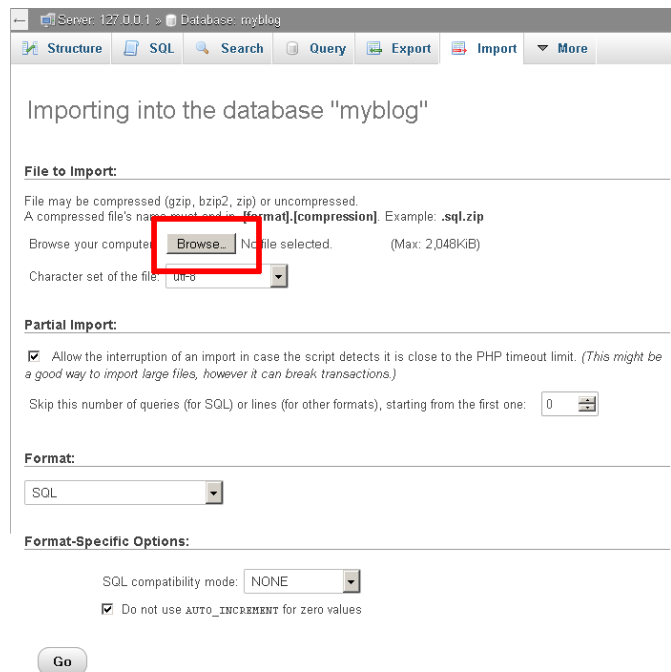 Server: 127.0.0.1 » Database: myblog
Structure SQL Search Query Export Import More
Importing into the database "myblog"
File to Import:
File may be compressed (gzip, bzip2, zip) or uncompressed.
A compressed file's name must end in .[format].[compression]. Example: .sql.zip
Browse your computer Browse... No file selected. (Max: 2,048KiB)
Character set of the file: utf-8
Partial Import:
Allow the interruption of an import in case the script detects it is close to the PHP timeout limit. (This might be
a good way to import large files, however it can break transactions.)
Skip this number of queries (for SQL) or lines (for other formats), starting from the first one: 0
Format:
SQL
Format-Specific Options:
SQL compatibility mode: NONE
Do not use AUTO_INCREMENT for zero values
Go